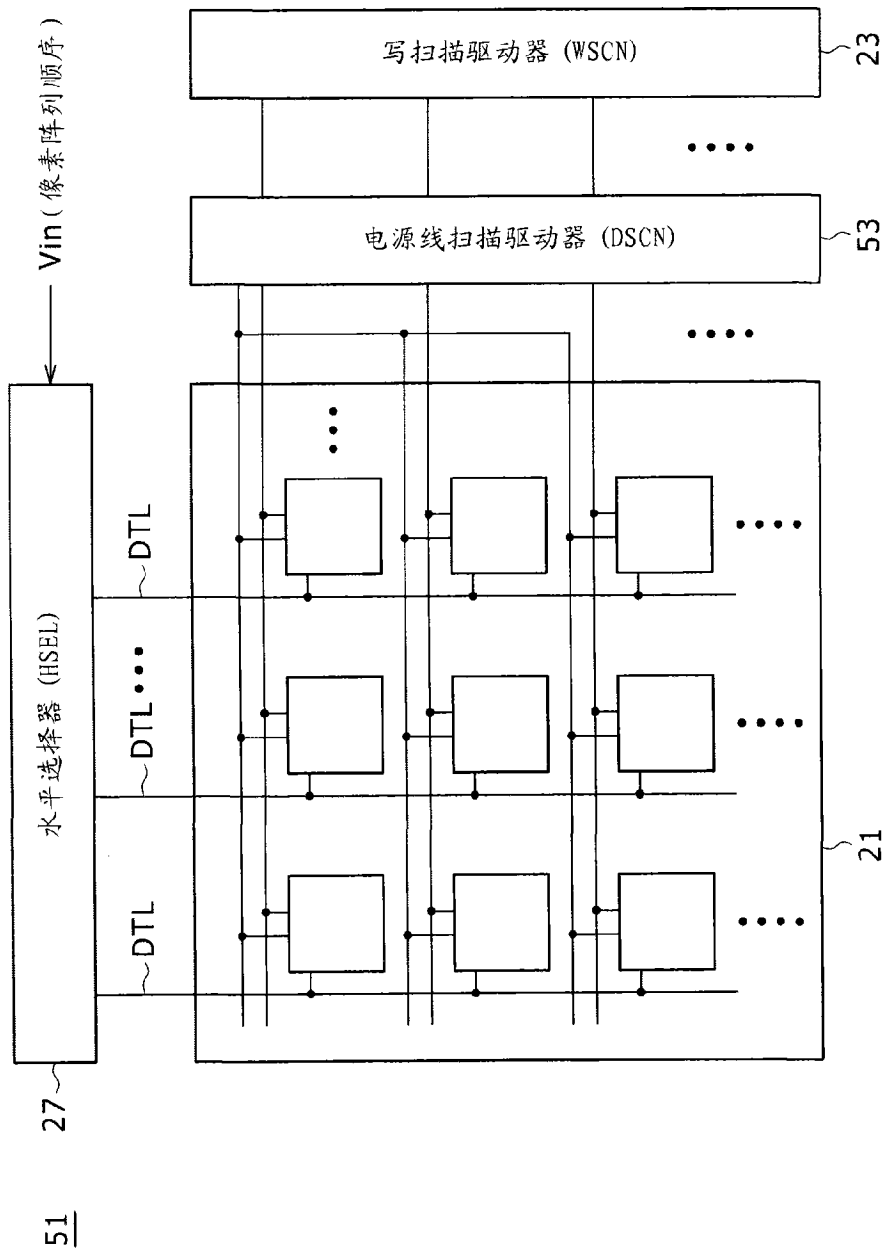 51
27
水平选择器 (HSEL)
Vin (像素阵列顺序)
DTL
DTL
DTL
21
电源线扫描驱动器 (DSCN)
53
写扫描驱动器 (WSCN)
23